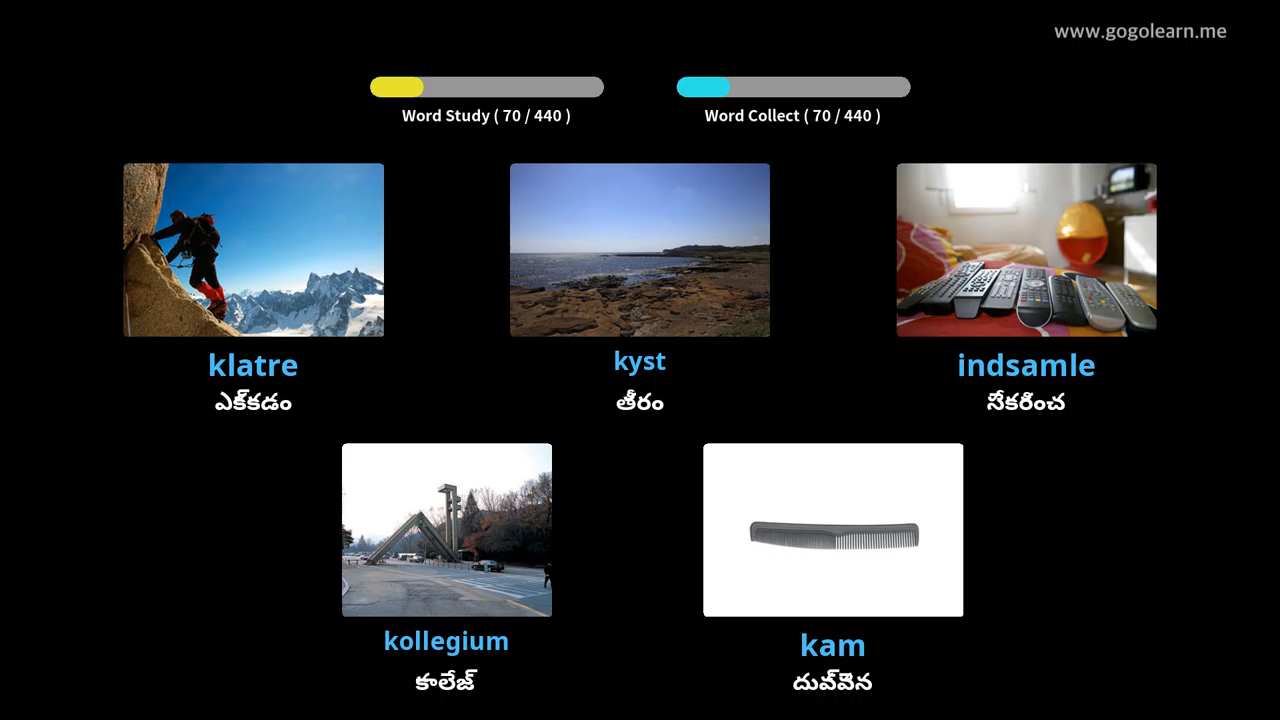 www.gogolearn.me
Word Study ( 70 / 440 )
Word Collect ( 70 / 440 )
klatre
ఎక్కడం
kyst
తీరం
indsamle
సేకరించ
kollegium
కాలేజ్
kam
దువ్వెన